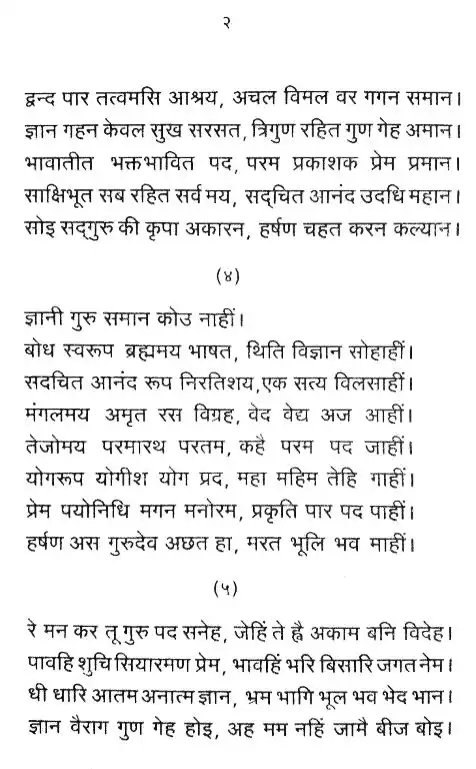 २
द्वन्द पार तत्वमसि आश्रय, अचल विमल वर गगन समान।
ज्ञान गहन केवल सुख सरसत, त्रिगुण रहित गुण गेह अमान।
भावातीत भक्तभावित पद, परम प्रकाशक प्रेम प्रमान।
साक्षिभूत सब रहित सर्व मय, सद्चित आनंद उदधि महान।
सोइ सद्गुरु की कृपा अकारन, हर्षण चहत करन कल्यान।
(४)
ज्ञानी गुरु समान कोउ नाहीं।
बोध स्वरूप ब्रह्ममय भाषत, थिति विज्ञान सोहाहीं।
सदचित आनंद रूप निरतिशय,एक सत्य विलसाहीं।
मंगलमय अमृत रस विग्रह, वेद वेद्य अज आहीं।
तेजोमय परमारथ परतम, कहै परम पद जाहीं।
योगरूप योगीश योग प्रद, महा महिम तेहि गाहीं।
प्रेम पयोनिधि मगन मनोरम, प्रकृति पार पद पाहीं।
हर्षण अस गुरुदेव अछत हा, मरत भूलि भव माहीं।
(५)
रे मन कर तू गुरु पद सनेह, जेहिं ते ह्वै अकाम बनि विदेह।
पावहि शुचि सियारमण प्रेम, भावहिं भरि बिसारि जगत नेम।
धी धारि आतम अनात्म ज्ञान, भ्रम भागि भूल भव भेद भान।
ज्ञान वैराग गुण गेह होइ, अह मम नहिं जामै बीज बोइ।